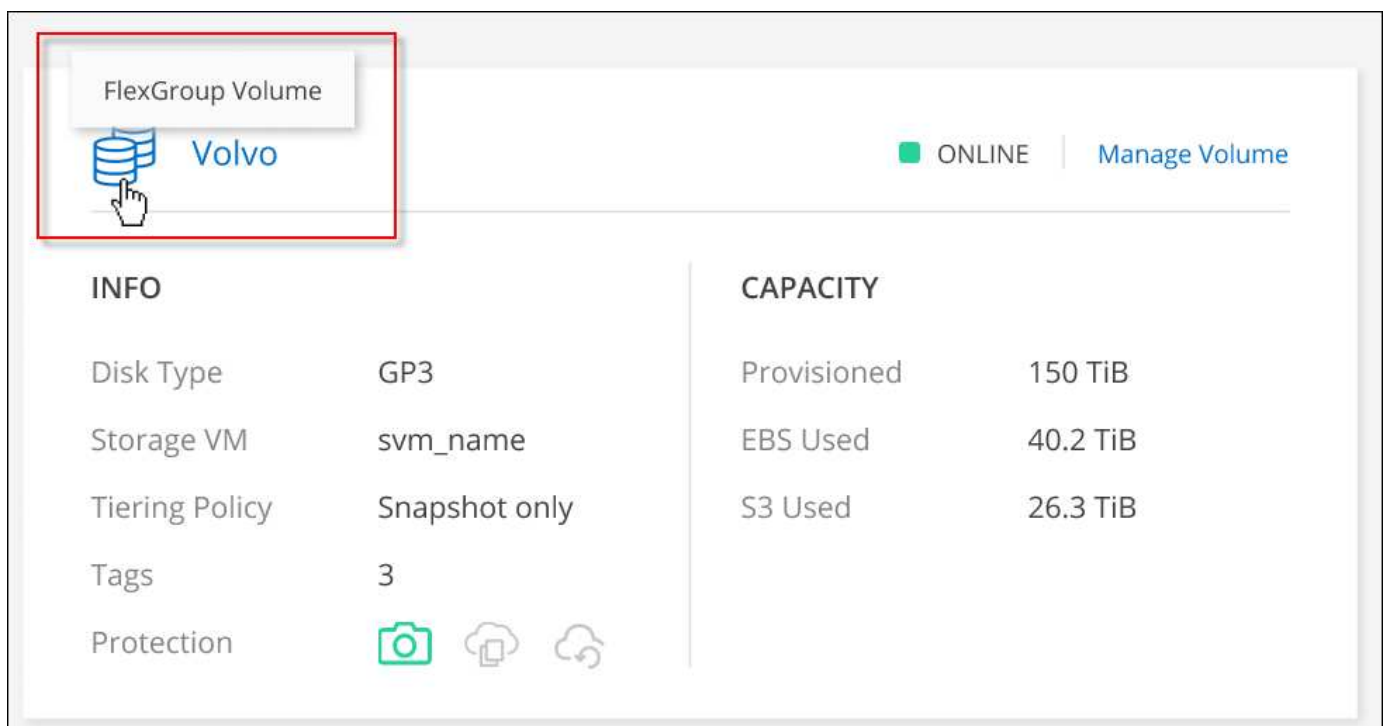 FlexGroup Volume
Volvo
ONLINE
Manage Volume
INFO
Disk Type GP3
Storage VM svm_name
Tiering Policy Snapshot only
Tags 3
Protection
CAPACITY
Provisioned 150 TiB
EBS Used 40.2 TiB
S3 Used 26.3 TiB